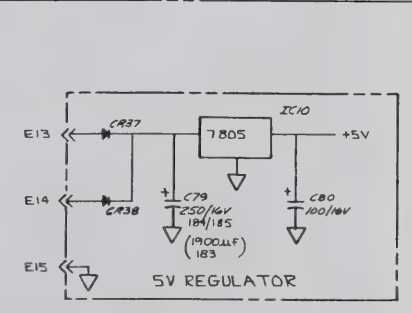 IC10
CR37
E13
7805
+5V
E14
CR38
+ C79
250/16V
184/185
(1900µF)
183
+ C80
100/16V
E15
5V REGULATOR